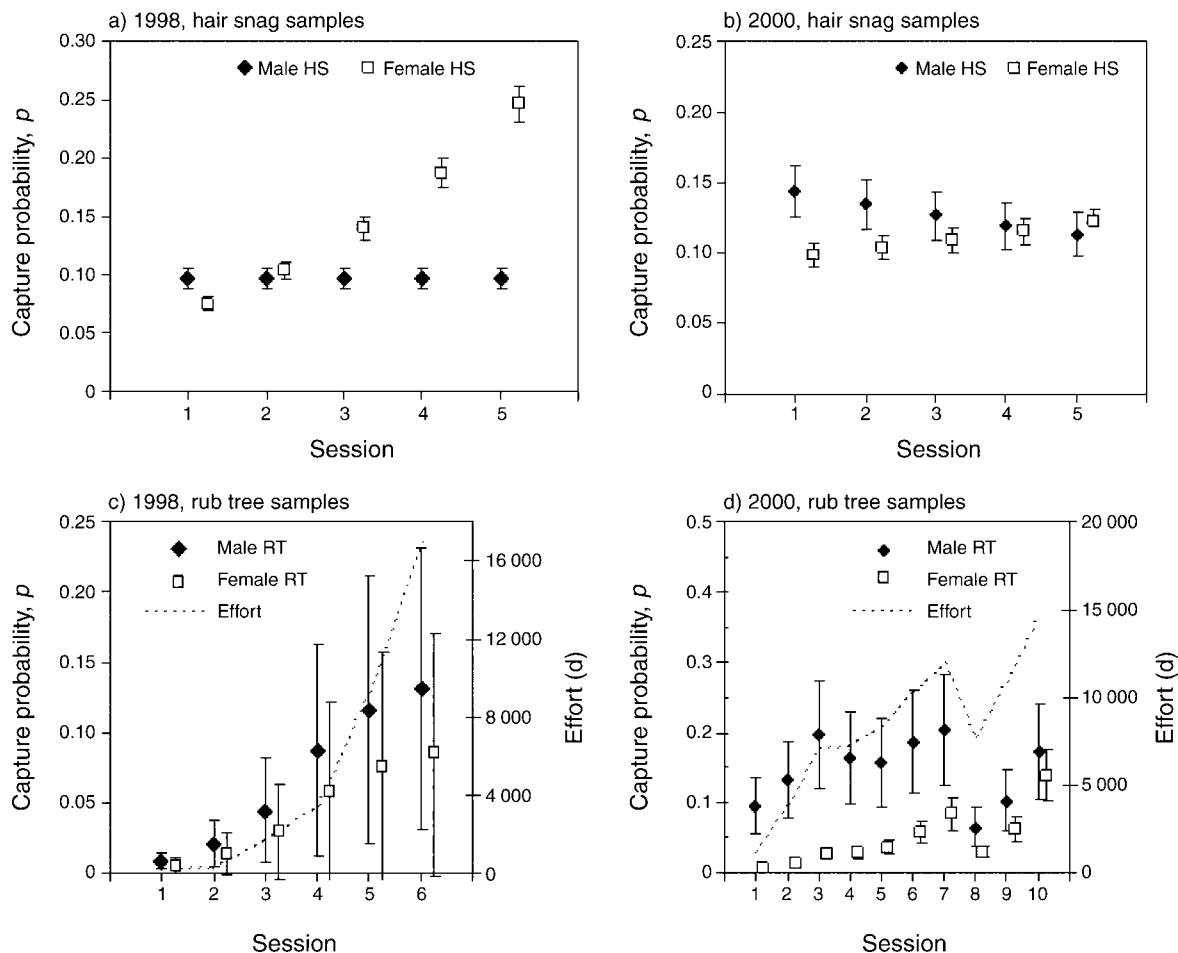 a) 1998, hair snag samples
0.30
0.25
0.20
0.15
0.10
0.05
0
Male HS Female HS
Capture probability, p
1 2 3 4 5
Session
b) 2000, hair snag samples
0.25
0.20
0.15
0.10
0.05
0
Male HS Female HS
Capture probability, p
1 2 3 4 5
Session
c) 1998, rub tree samples
0.25
0.20
0.15
0.10
0.05
0
Male RT
Female RT
Effort
Capture probability, p
16 000
12 000
8 000
4 000
0
Effort (d)
1 2 3 4 5 6
Session
d) 2000, rub tree samples
0.5
0.4
0.3
0.2
0.1
0
Male RT
Female RT
Effort
Capture probability, p
20 000
15 000
10 000
5 000
0
Effort (d)
1 2 3 4 5 6 7 8 9 10
Session